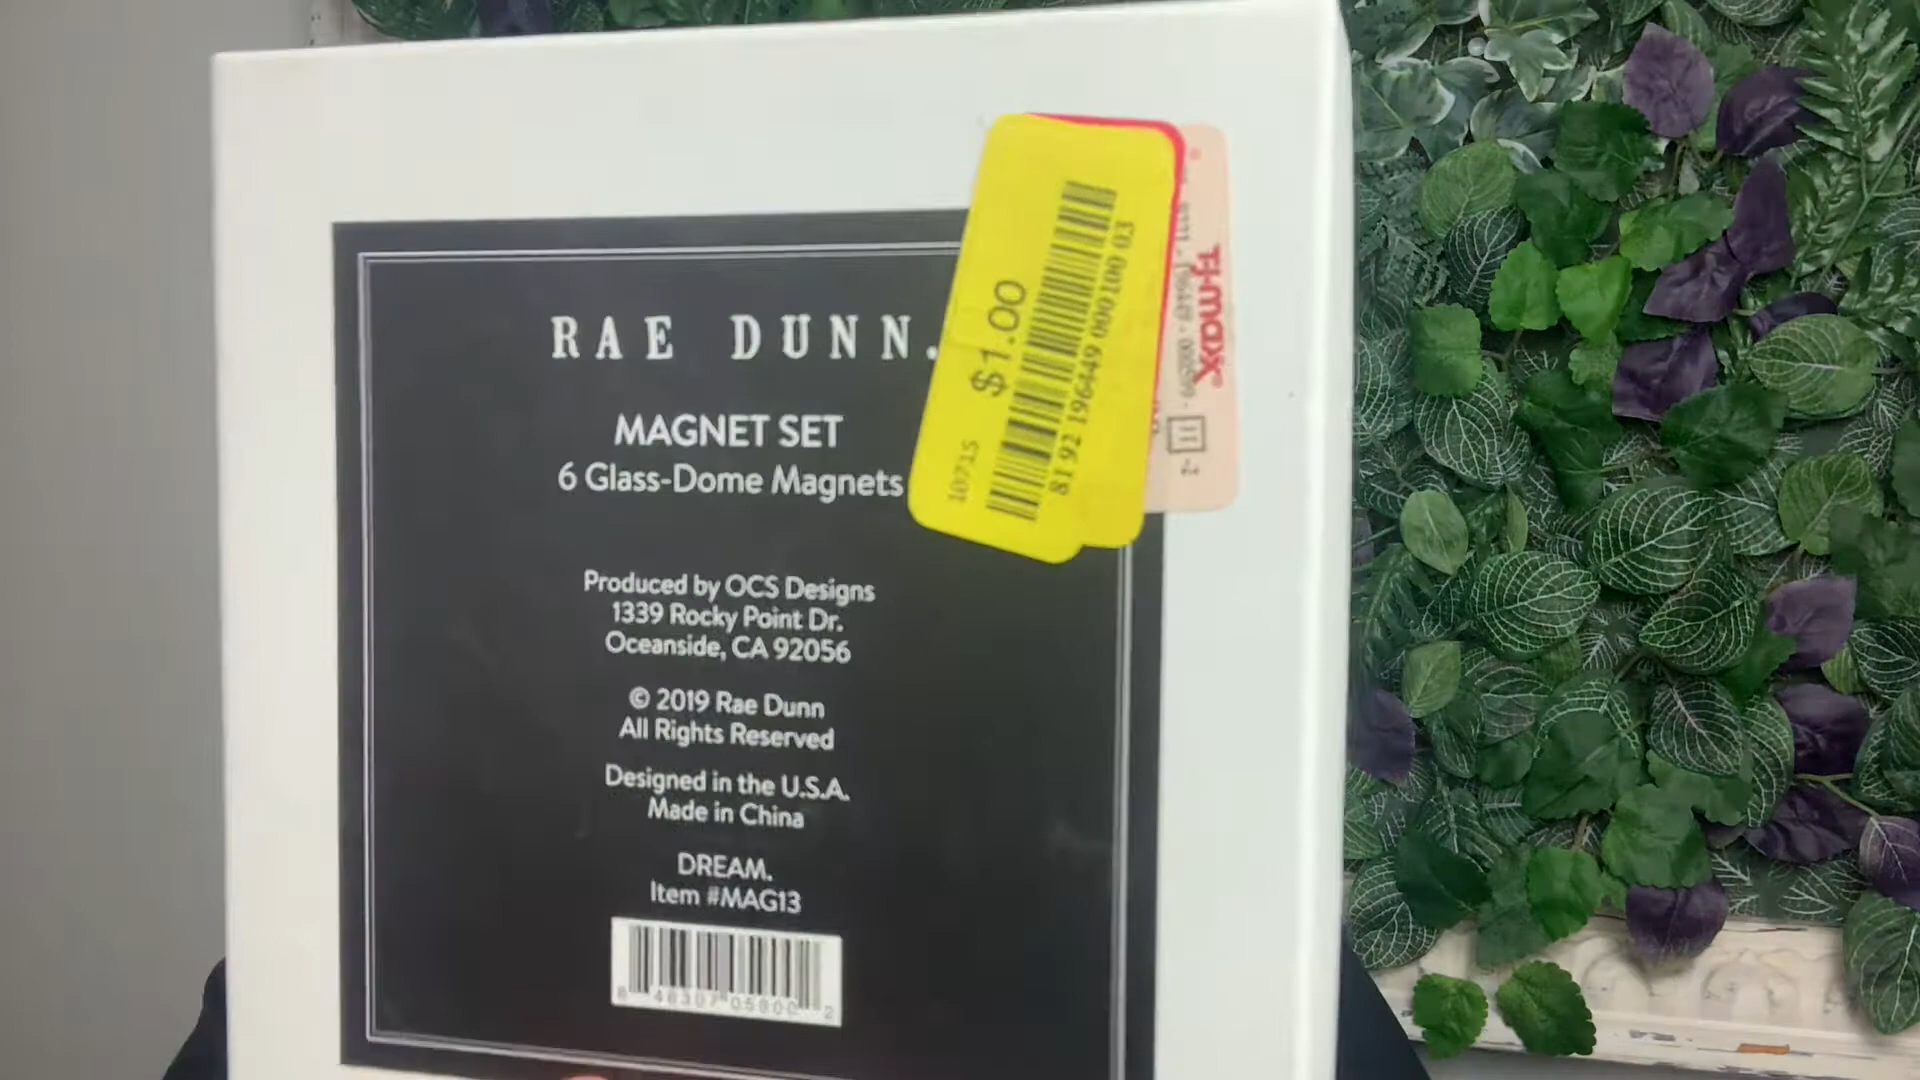 RAE DUNN.
MAGNET SET
6 Glass-Dome Magnets
Produced by OCS Designs
1339 Rocky Point Dr.
Oceanside, CA 92056
© 2019 Rae Dunn
All Rights Reserved
Designed in the U.S.A.
Made in China
DREAM.
Item #MAG13
10715
$1.00
81 92 196449 000100 03
T·J·maxx